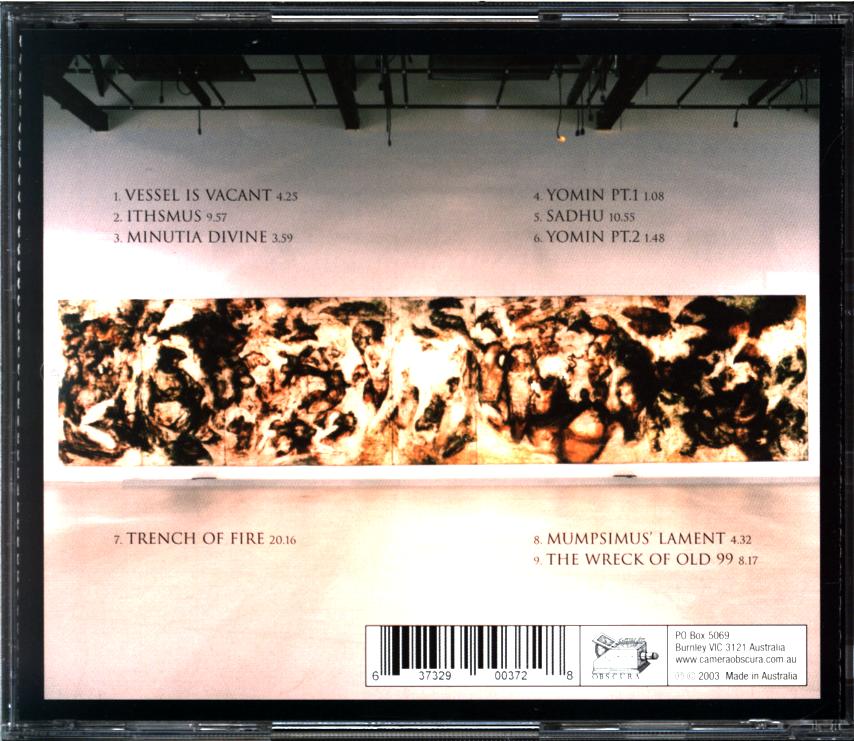 1. VESSEL IS VACANT 4.25
2. ITHSMUS 9.57
3. MINUTIA DIVINE 3.59
4. YOMIN PT.1 1.08
5. SADHU 10.55
6. YOMIN PT.2 1.48
7. TRENCH OF FIRE 20.16
8. MUMPSIMUS' LAMENT 4.32
9. THE WRECK OF OLD 99 8.17
6 37329 00372 8
OBSCURA
PO Box 5069
Burnley VIC 3121 Australia
www.cameraobscura.com.au
℗ © 2003 Made in Australia